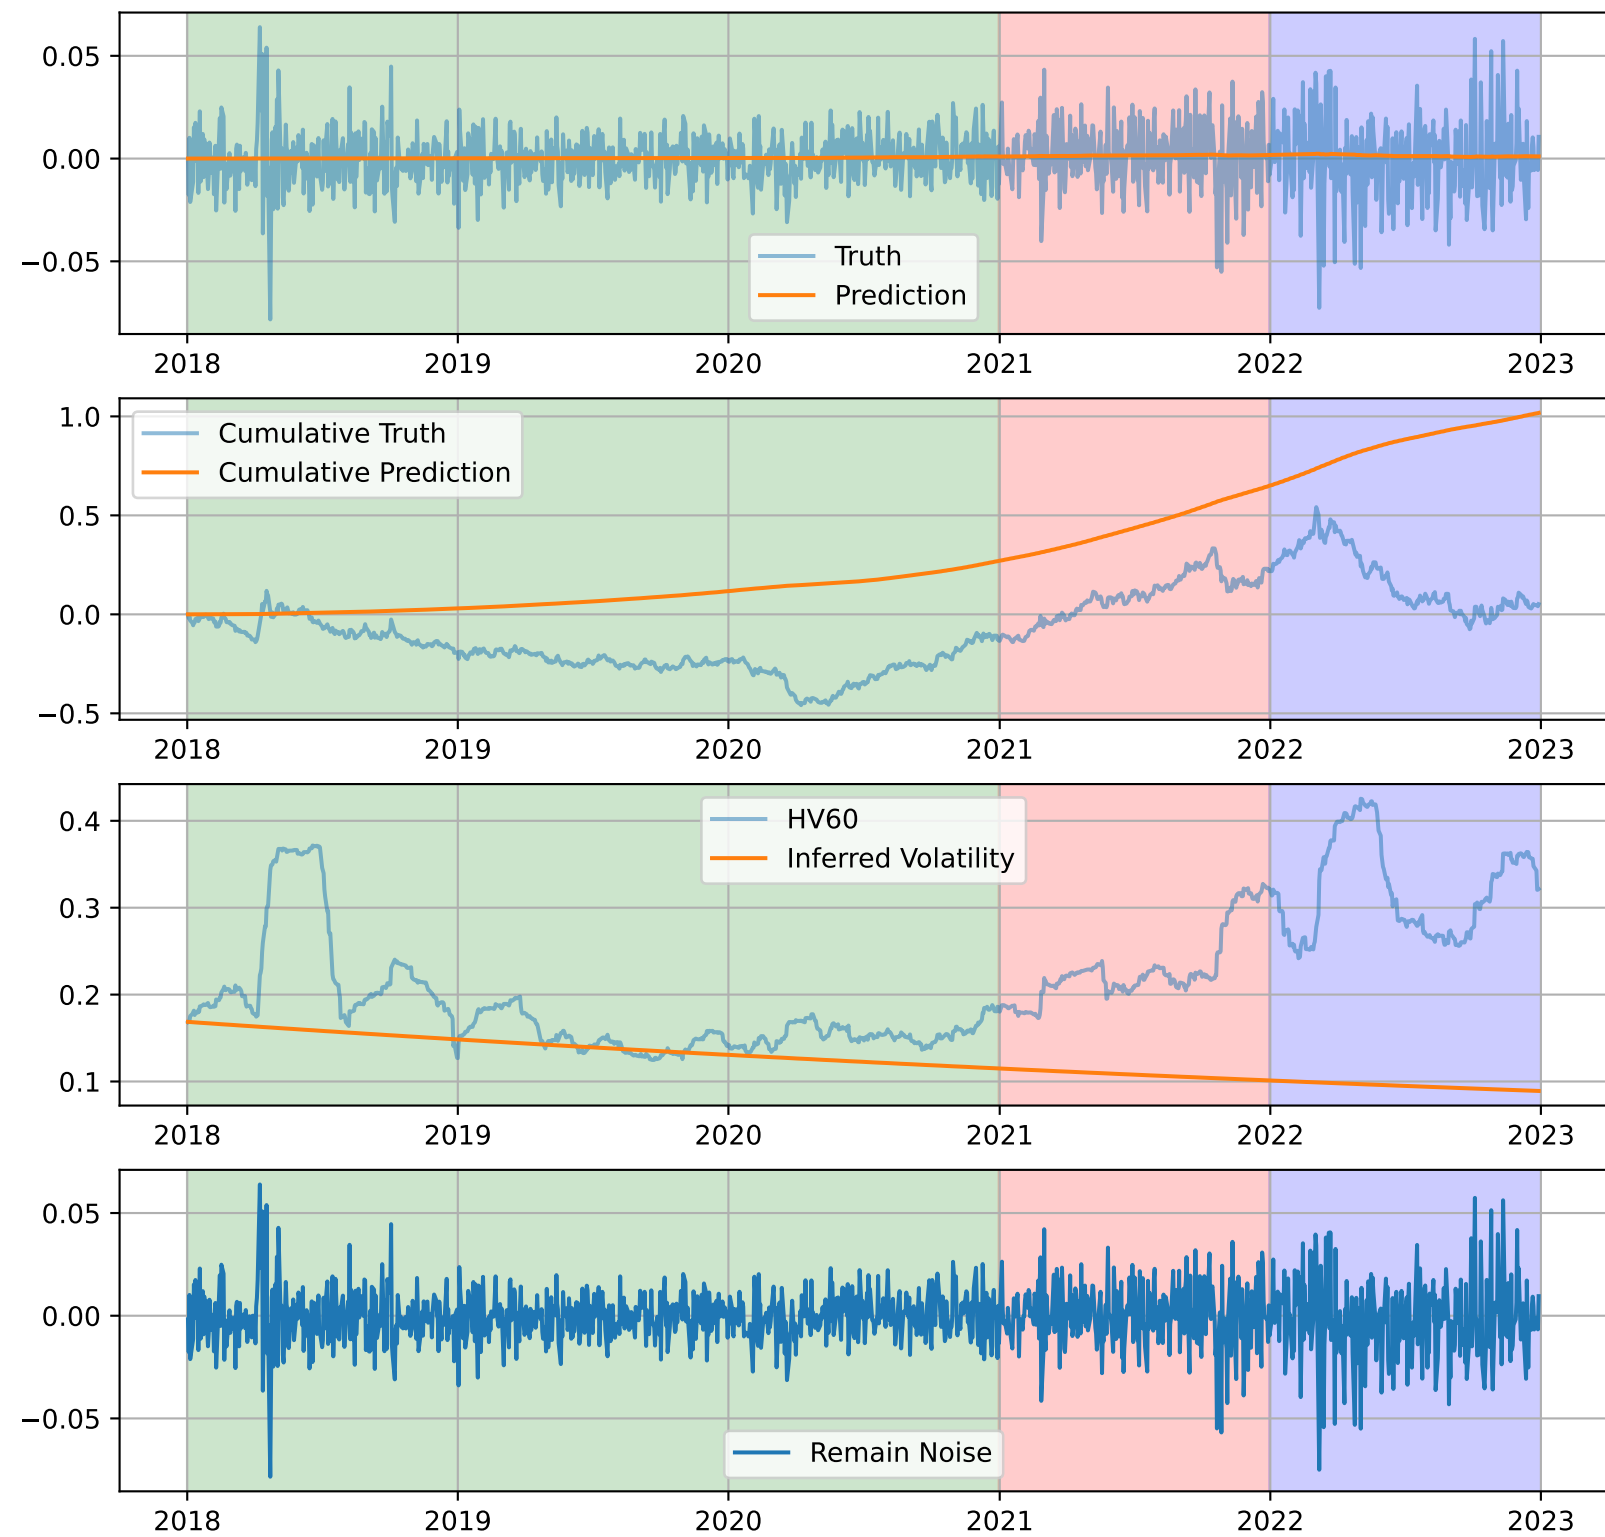 0.05
0.00
−0.05
Truth
Prediction
2018 2019 2020 2021 2022 2023
1.0
0.5
0.0
−0.5
Cumulative Truth
Cumulative Prediction
2018 2019 2020 2021 2022 2023
0.4
0.3
0.2
0.1
HV60
Inferred Volatility
2018 2019 2020 2021 2022 2023
0.05
0.00
−0.05
Remain Noise
2018 2019 2020 2021 2022 2023